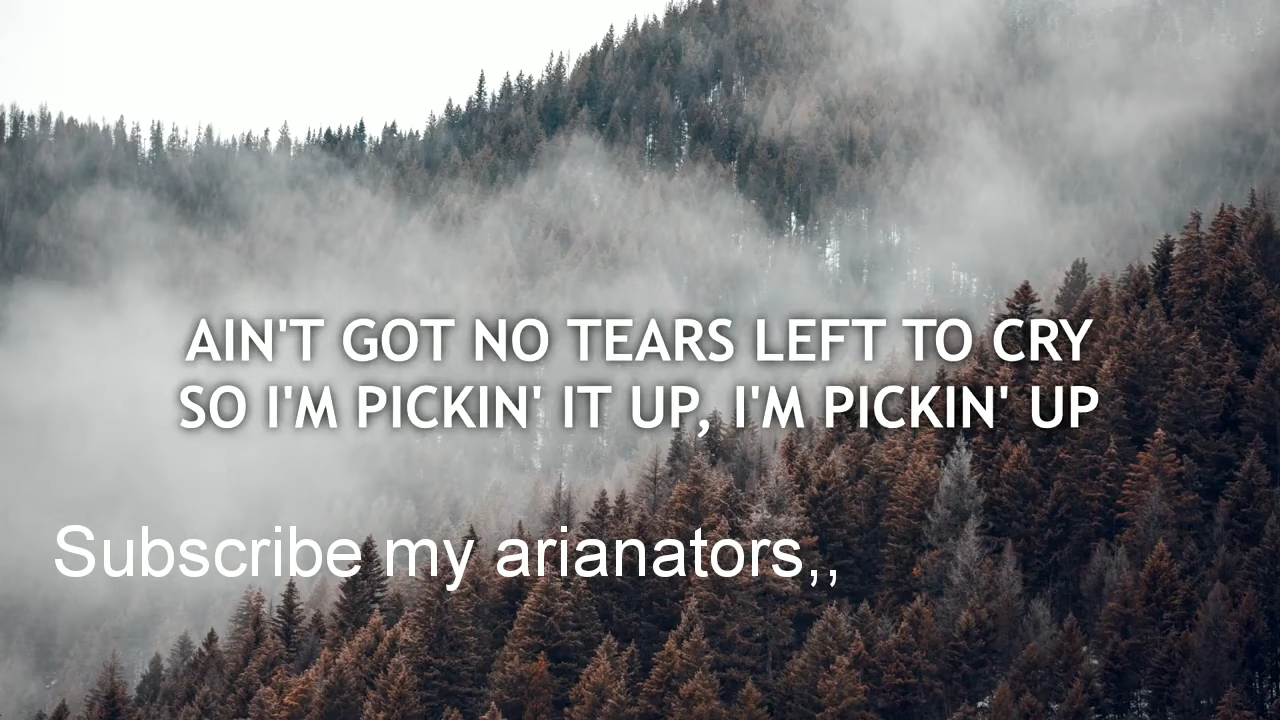 AIN'T GOT NO TEARS LEFT TO CRY
SO I'M PICKIN' IT UP, I'M PICKIN' UP
Subscribe my arianators,,